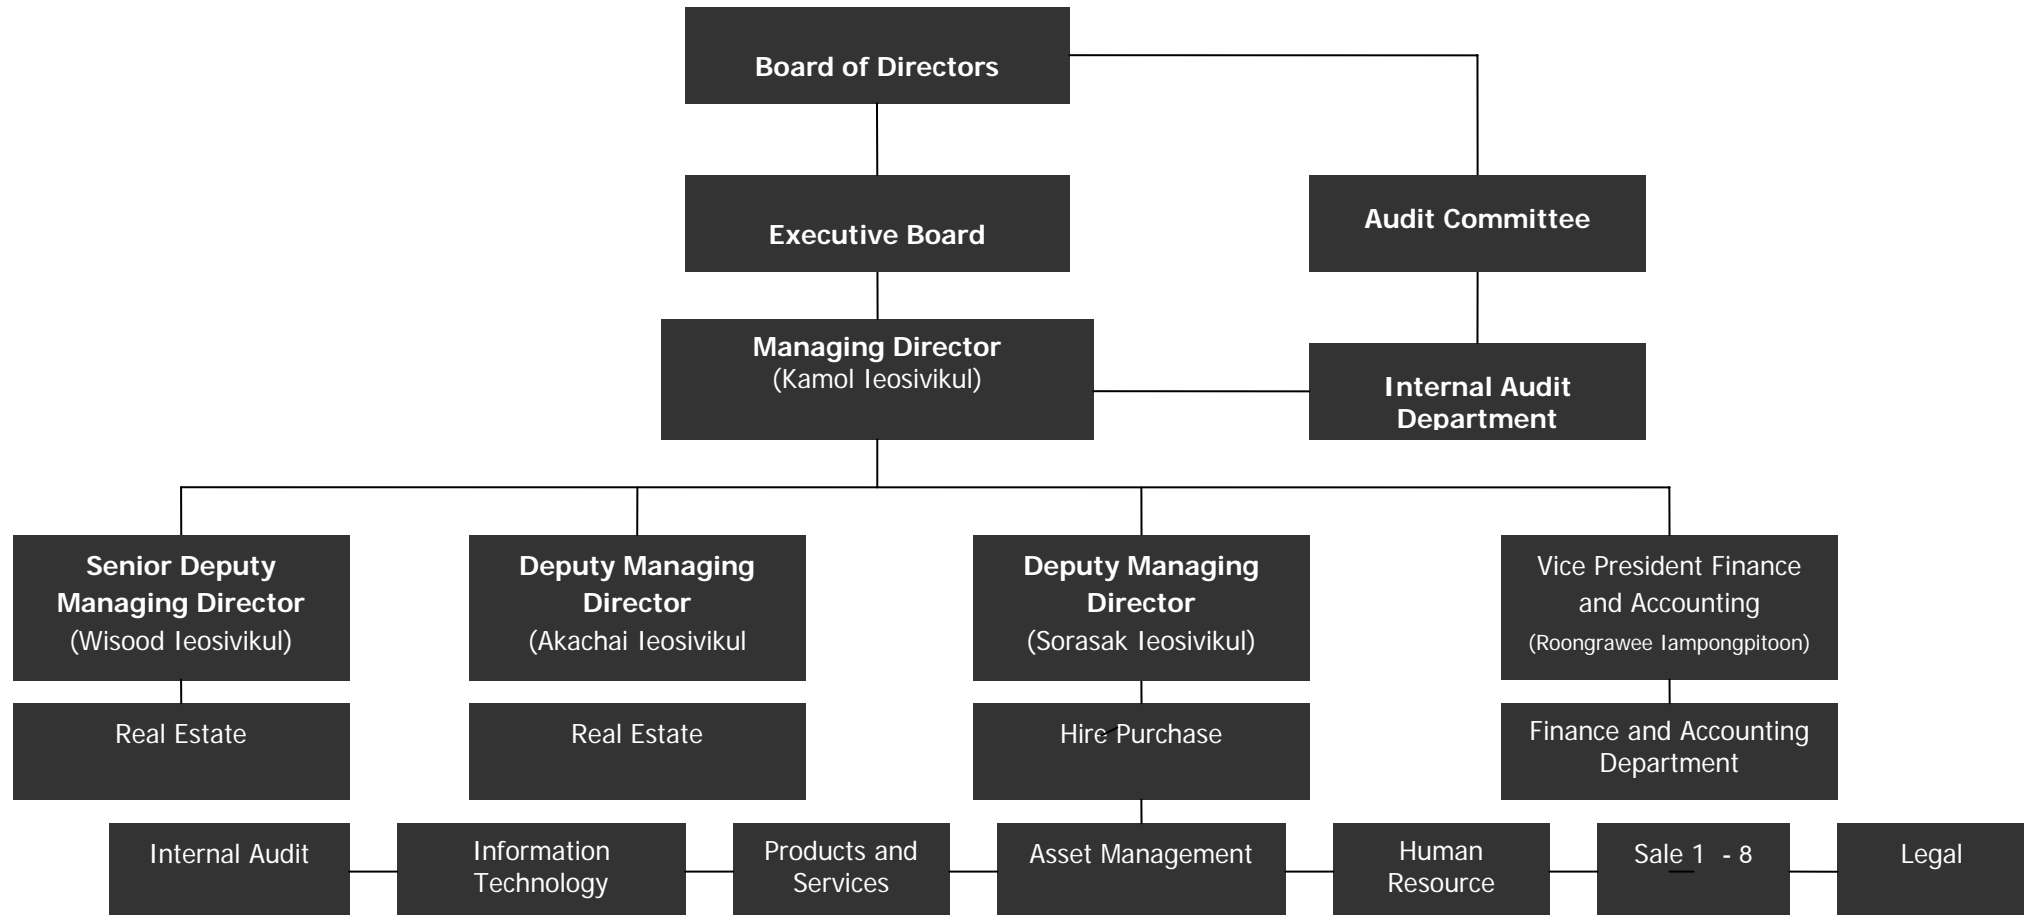 Board of Directors
Executive Board
Audit Committee
Managing Director
(Kamol Ieosivikul)
Internal Audit
Department
Senior Deputy
Managing Director
(Wisood Ieosivikul)
Deputy Managing
Director
(Akachai Ieosivikul
Deputy Managing
Director
(Sorasak Ieosivikul)
Vice President Finance
and Accounting
(Roongrawee Iampongpitoon)
Real Estate
Real Estate
Hire Purchase
Finance and Accounting
Department
Internal Audit
Information
Technology
Products and
Services
Asset Management
Human
Resource
Sale 1 - 8
Legal